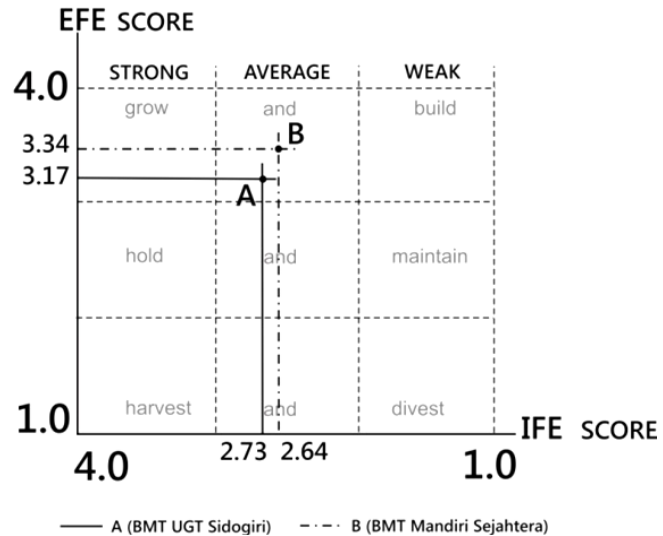 EFE SCORE
STRONG AVERAGE WEAK
4.0
grow and build
3.34
B
3.17
A
hold and maintain
harvest and divest
1.0
IFE SCORE
2.73 2.64
4.0 1.0
A (BMT UGT Sidogiri) B (BMT Mandiri Sejahtera)